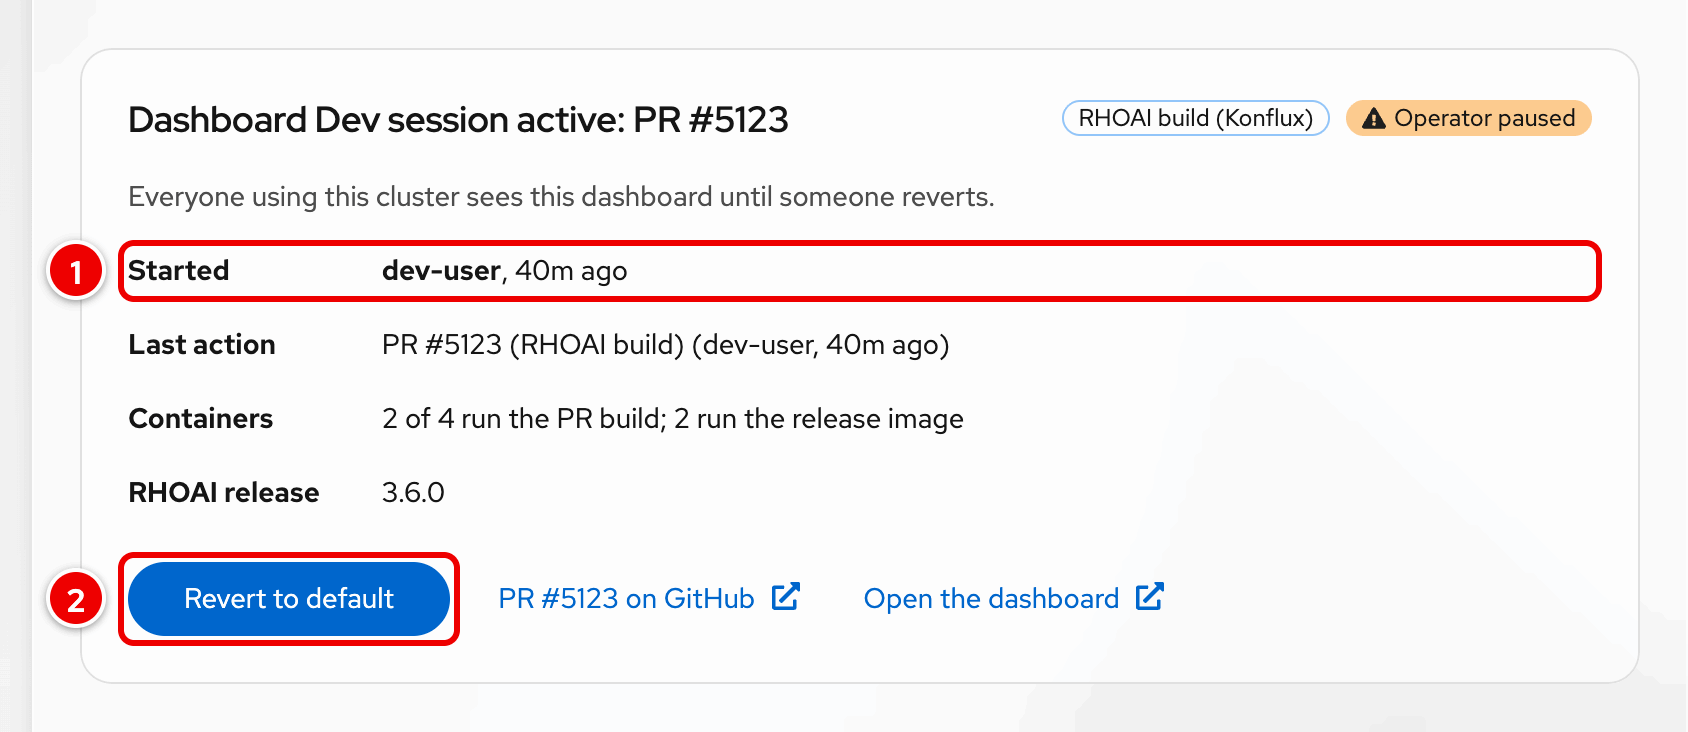 Dashboard Dev session active: PR #5123
RHOAI build (Konflux)
Operator paused
Everyone using this cluster sees this dashboard until someone reverts.
1
Started dev-user, 40m ago
Last action PR #5123 (RHOAI build) (dev-user, 40m ago)
Containers 2 of 4 run the PR build; 2 run the release image
RHOAI release 3.6.0
2
Revert to default
PR #5123 on GitHub
Open the dashboard